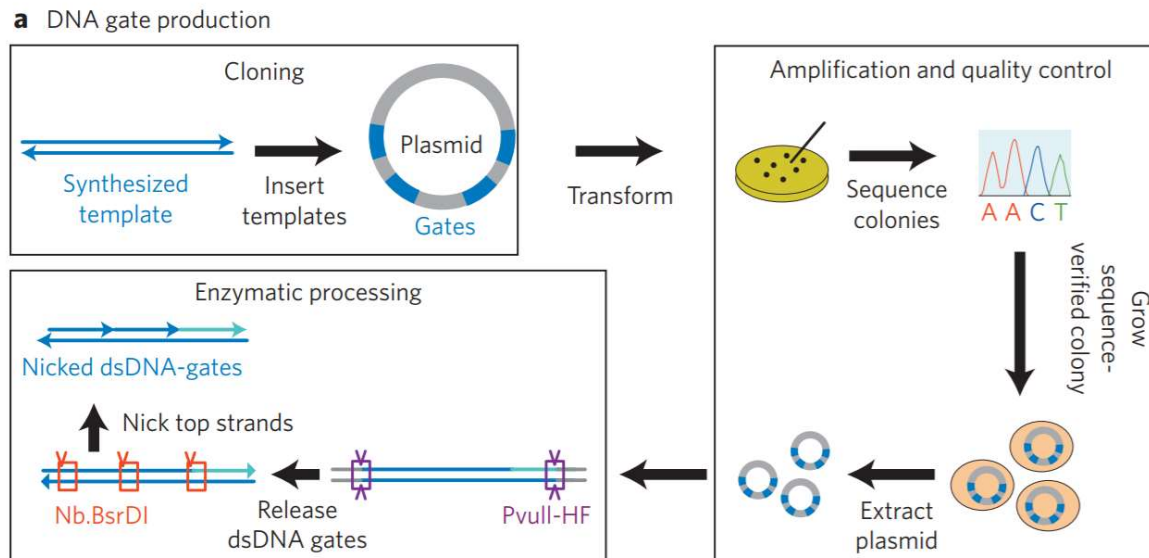 a DNA gate production
Cloning
Synthesized
template
Insert
templates
Plasmid
Gates
Transform
Amplification and quality control
Sequence
colonies
A A C T
Grow
sequence-
verified colony
Extract
plasmid
Enzymatic processing
Nicked dsDNA-gates
Nick top strands
Nb.BsrDI
Release
dsDNA gates
PvuII-HF